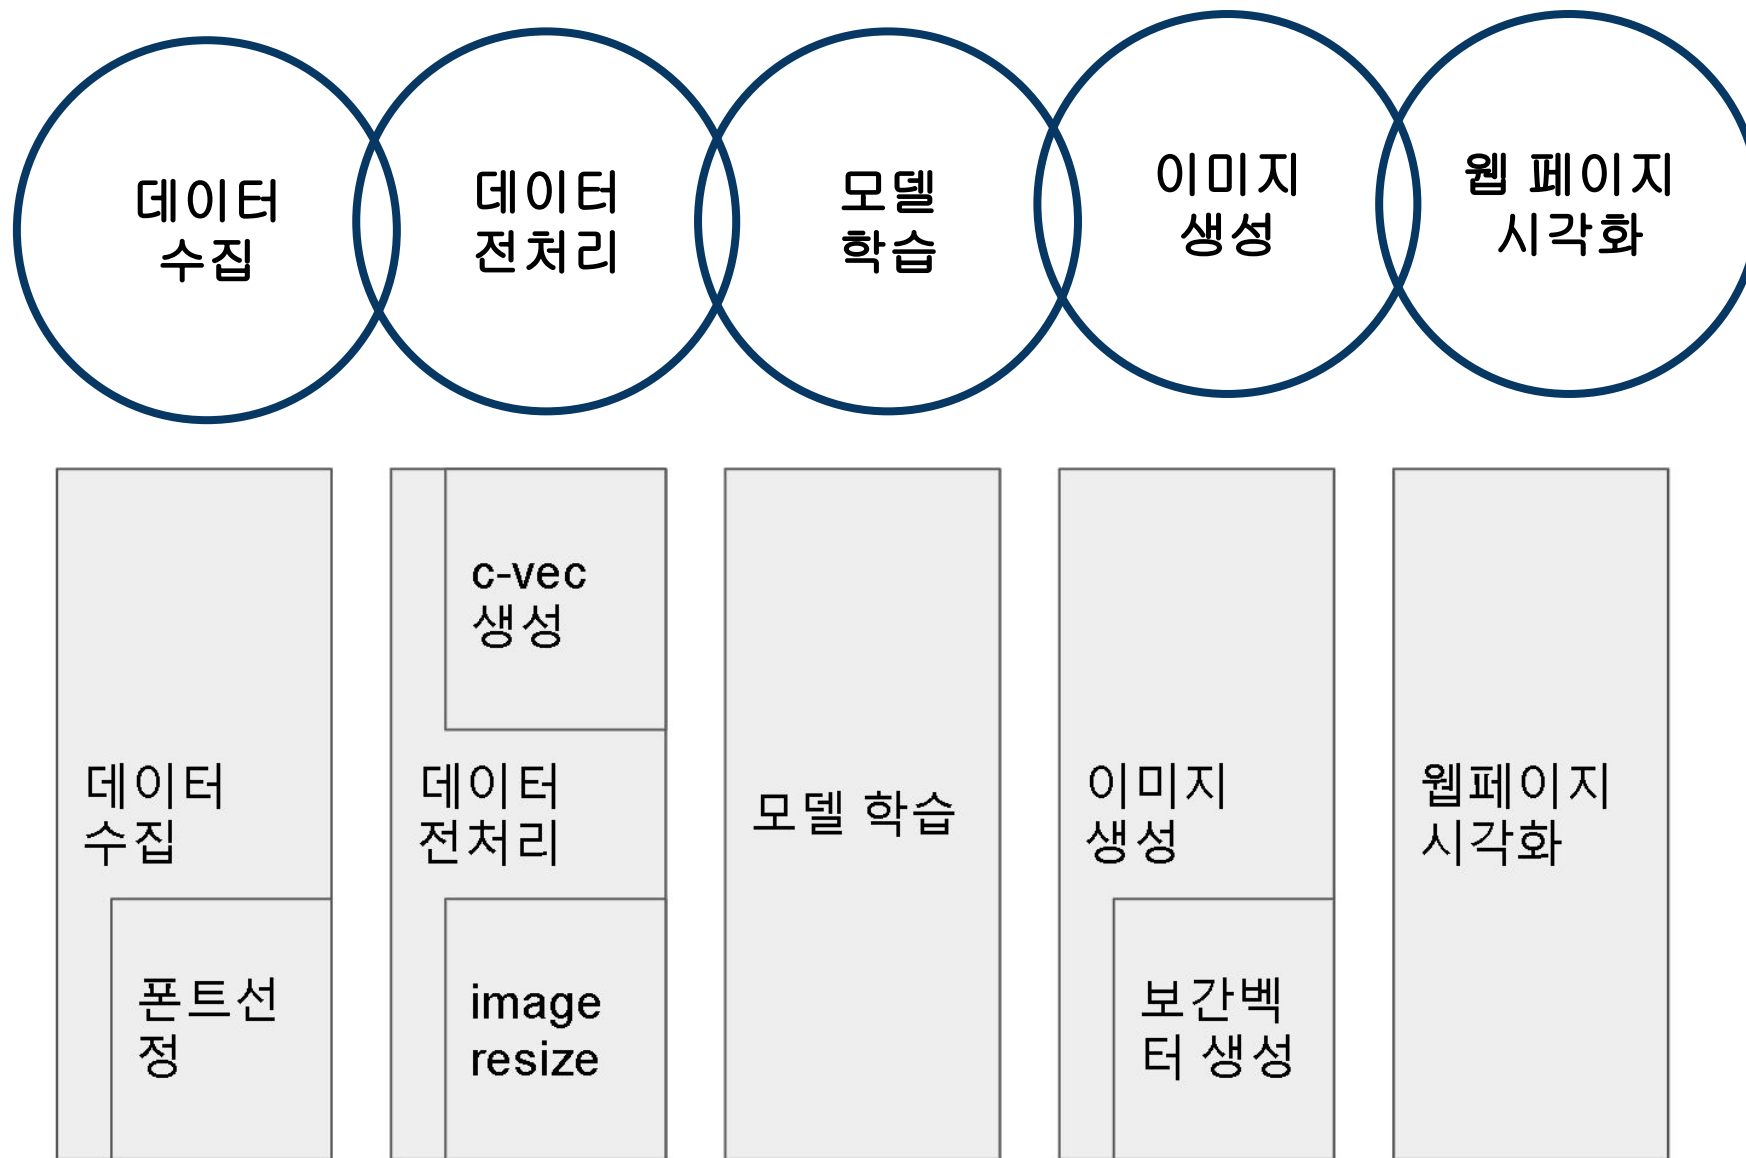 데이터
수집
데이터
전처리
모델
학습
이미지
생성
웹 페이지
시각화
데이터
수집
폰트선
정
c-vec
생성
데이터
전처리
image
resize
모델 학습
이미지
생성
보간벡
터 생성
웹페이지
시각화